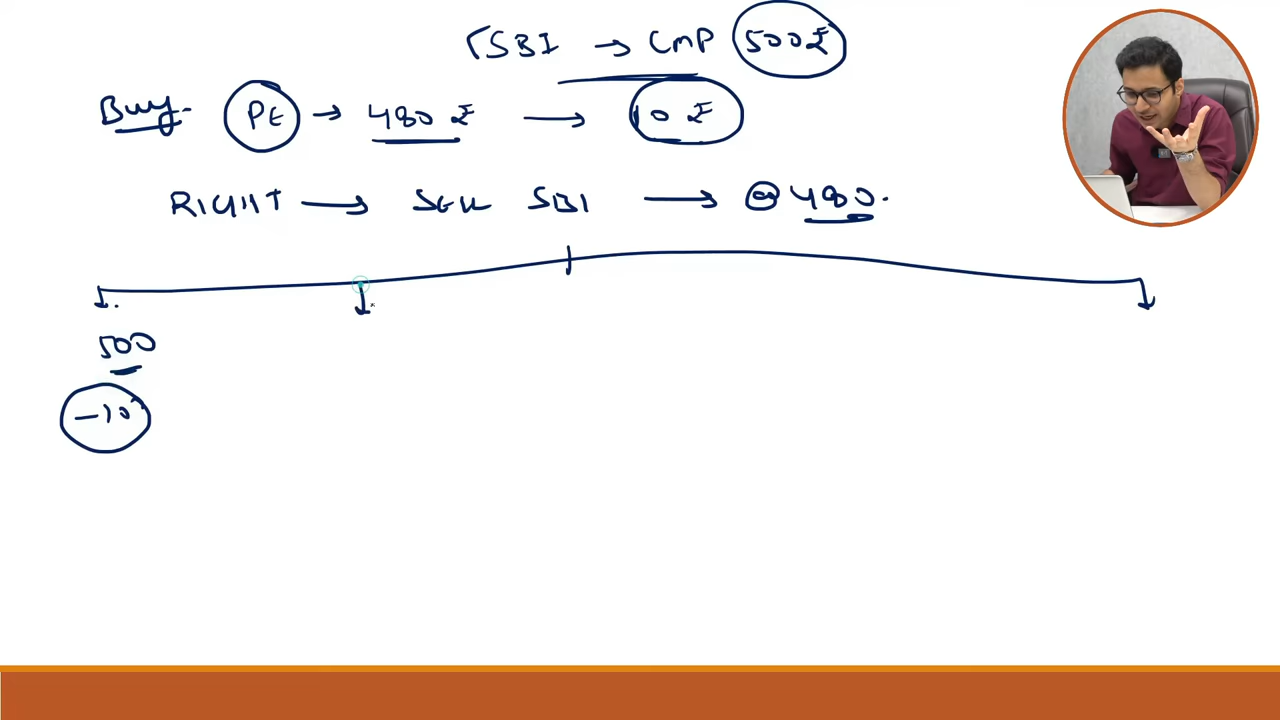 SBI → CMP 500₹
Buy PE → 480 ₹ → 10 ₹
RIGHT → SELL SBI → @ 480.
500
-10